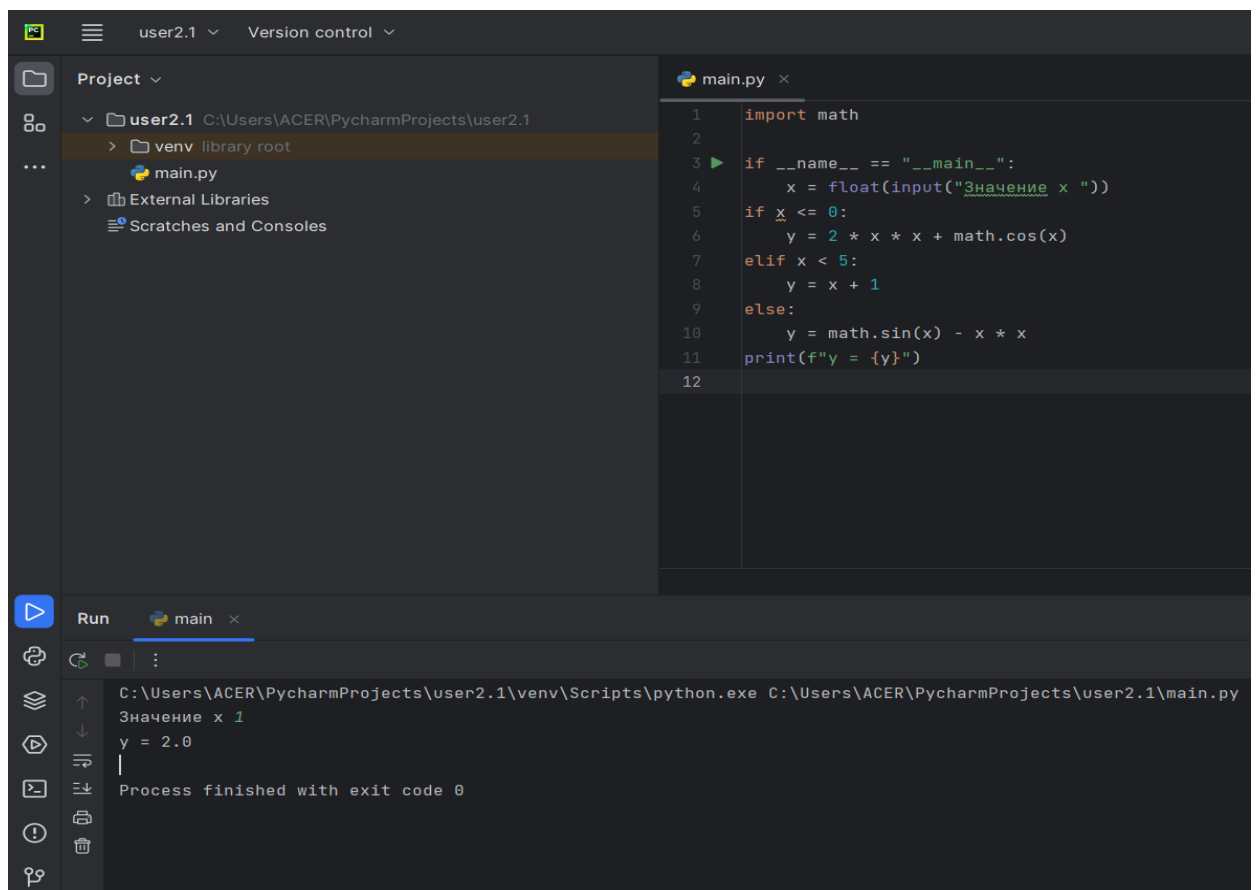 PC user2.1 Version control
Project
user2.1 C:\Users\ACER\PycharmProjects\user2.1
venv library root
main.py
External Libraries
Scratches and Consoles
main.py
1 import math
2
3 if __name__ == "__main__":
4     x = float(input("Значение x "))
5 if x <= 0:
6     y = 2 * x * x + math.cos(x)
7 elif x < 5:
8     y = x + 1
9 else:
10     y = math.sin(x) - x * x
11 print(f"y = {y}")
12
Run main
C:\Users\ACER\PycharmProjects\user2.1\venv\Scripts\python.exe C:\Users\ACER\PycharmProjects\user2.1\main.py
Значение x 1
y = 2.0
Process finished with exit code 0